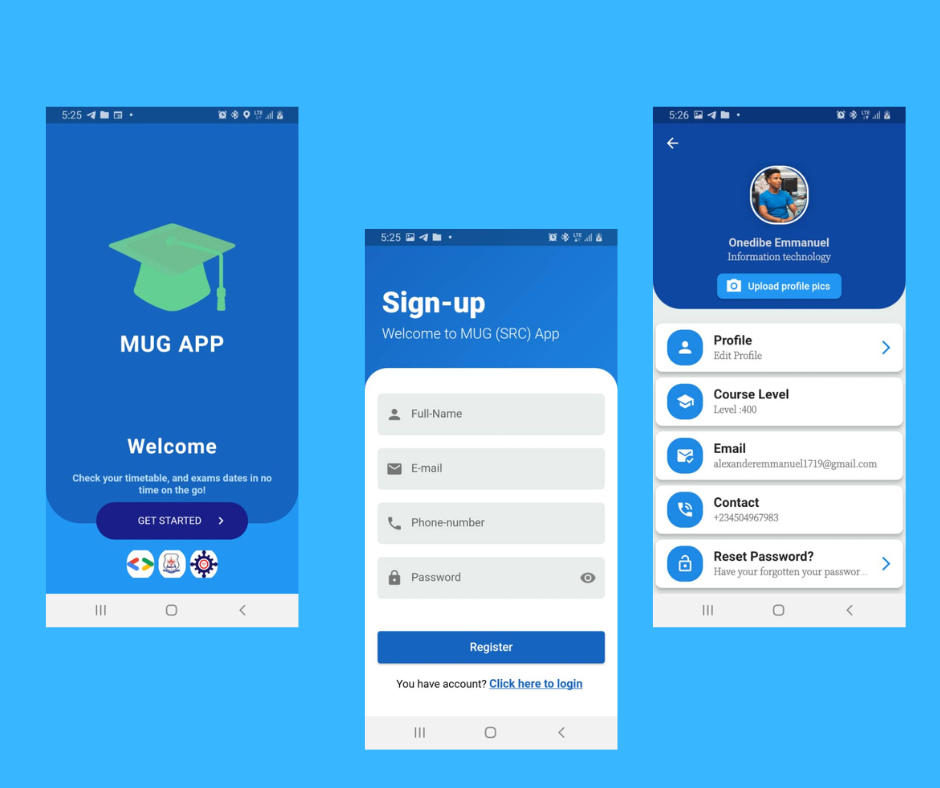 5:25
LTE
MUG APP
Welcome
Check your timetable, and exams dates in no
time on the go!
GET STARTED
5:25
LTE
Sign-up
Welcome to MUG (SRC) App
Full-Name
E-mail
Phone-number
Password
Register
You have account? Click here to login
5:26
LTE
Onedibe Emmanuel
Information technology
Upload profile pics
Profile
Edit Profile
Course Level
Level :400
Email
alexanderemmanuel1719@gmail.com
Contact
+234504967983
Reset Password?
Have your forgotten your passwor...